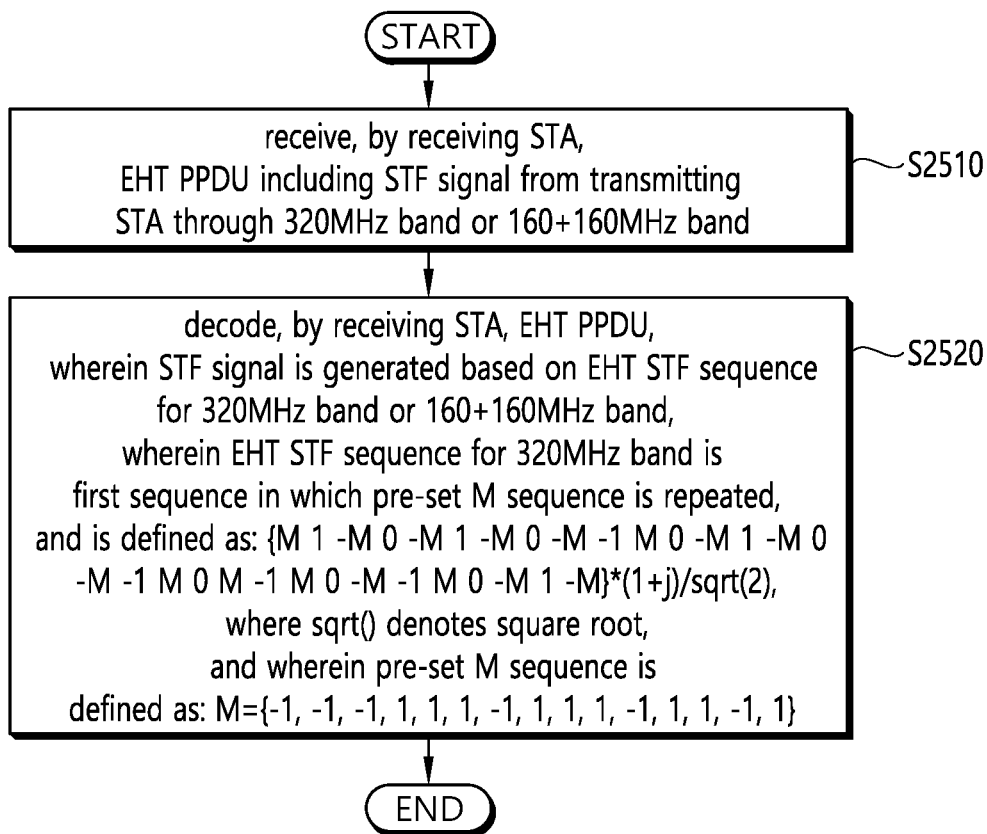 START
receive, by receiving STA,
EHT PPDU including STF signal from transmitting
STA through 320MHz band or 160+160MHz band
S2510
decode, by receiving STA, EHT PPDU,
wherein STF signal is generated based on EHT STF sequence
for 320MHz band or 160+160MHz band,
wherein EHT STF sequence for 320MHz band is
first sequence in which pre-set M sequence is repeated,
and is defined as: {M 1 -M 0 -M 1 -M 0 -M -1 M 0 -M 1 -M 0
-M -1 M 0 M -1 M 0 -M -1 M 0 -M 1 -M}*(1+j)/sqrt(2),
where sqrt() denotes square root,
and wherein pre-set M sequence is
defined as: M={-1, -1, -1, 1, 1, 1, -1, 1, 1, 1, -1, 1, 1, -1, 1}
S2520
END